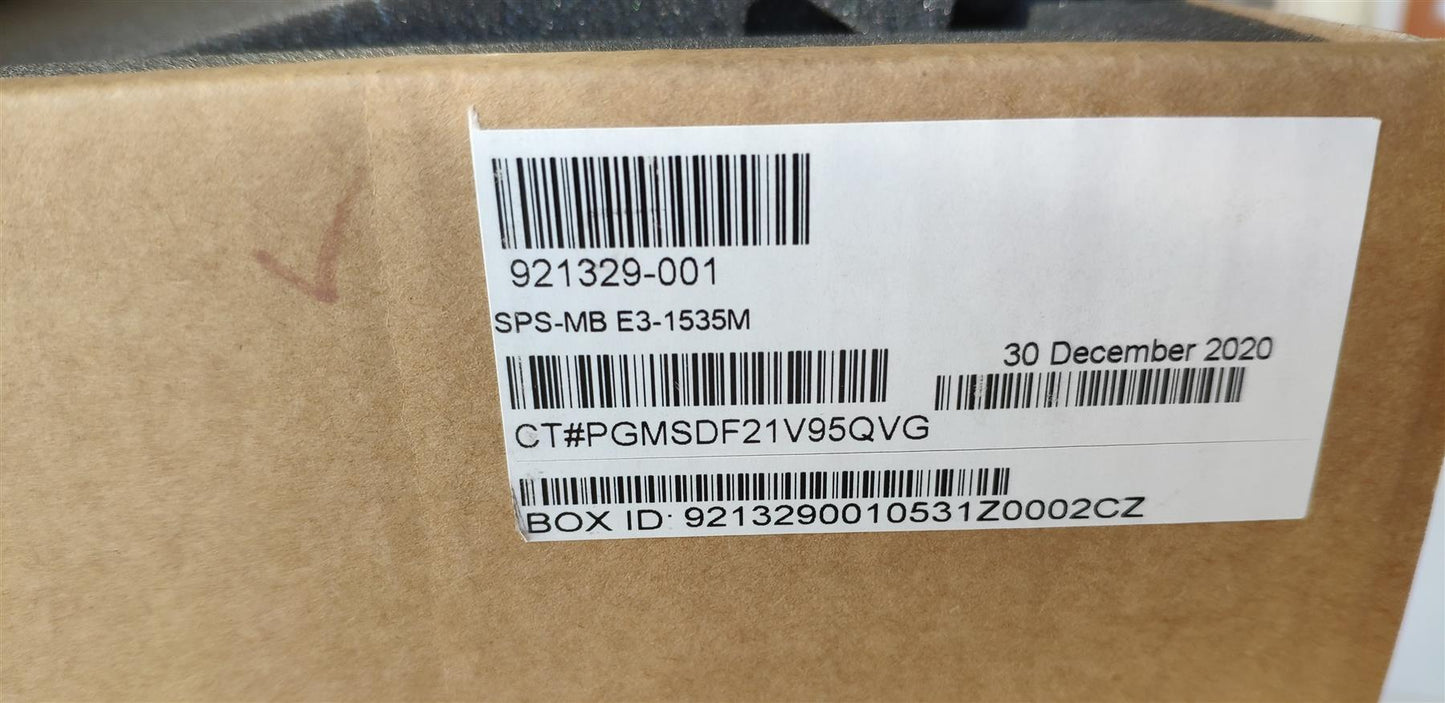 921329-001
SPS-MB E3-1535M
30 December 2020
CT#PGMSDF21V95QVG
BOX ID: 9213290010531Z0002CZ